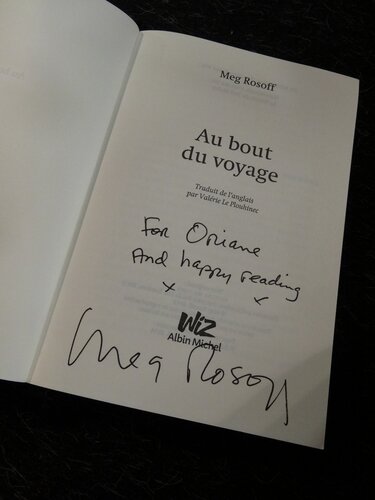 Meg Rosoff
Au bout
du voyage
Traduit de l'anglais
par Valérie Le Plouhinec
For Oriane
And happy reading
x x
Wiz
Albin Michel
Meg Rosoff